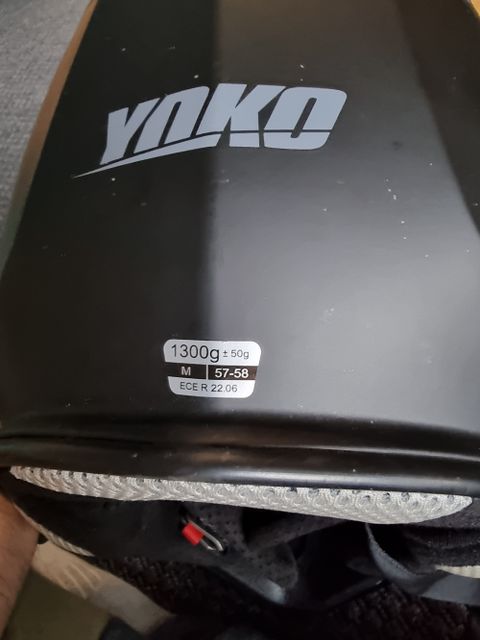 YOKO
1300g ± 50g
M 57-58
ECE R 22.06